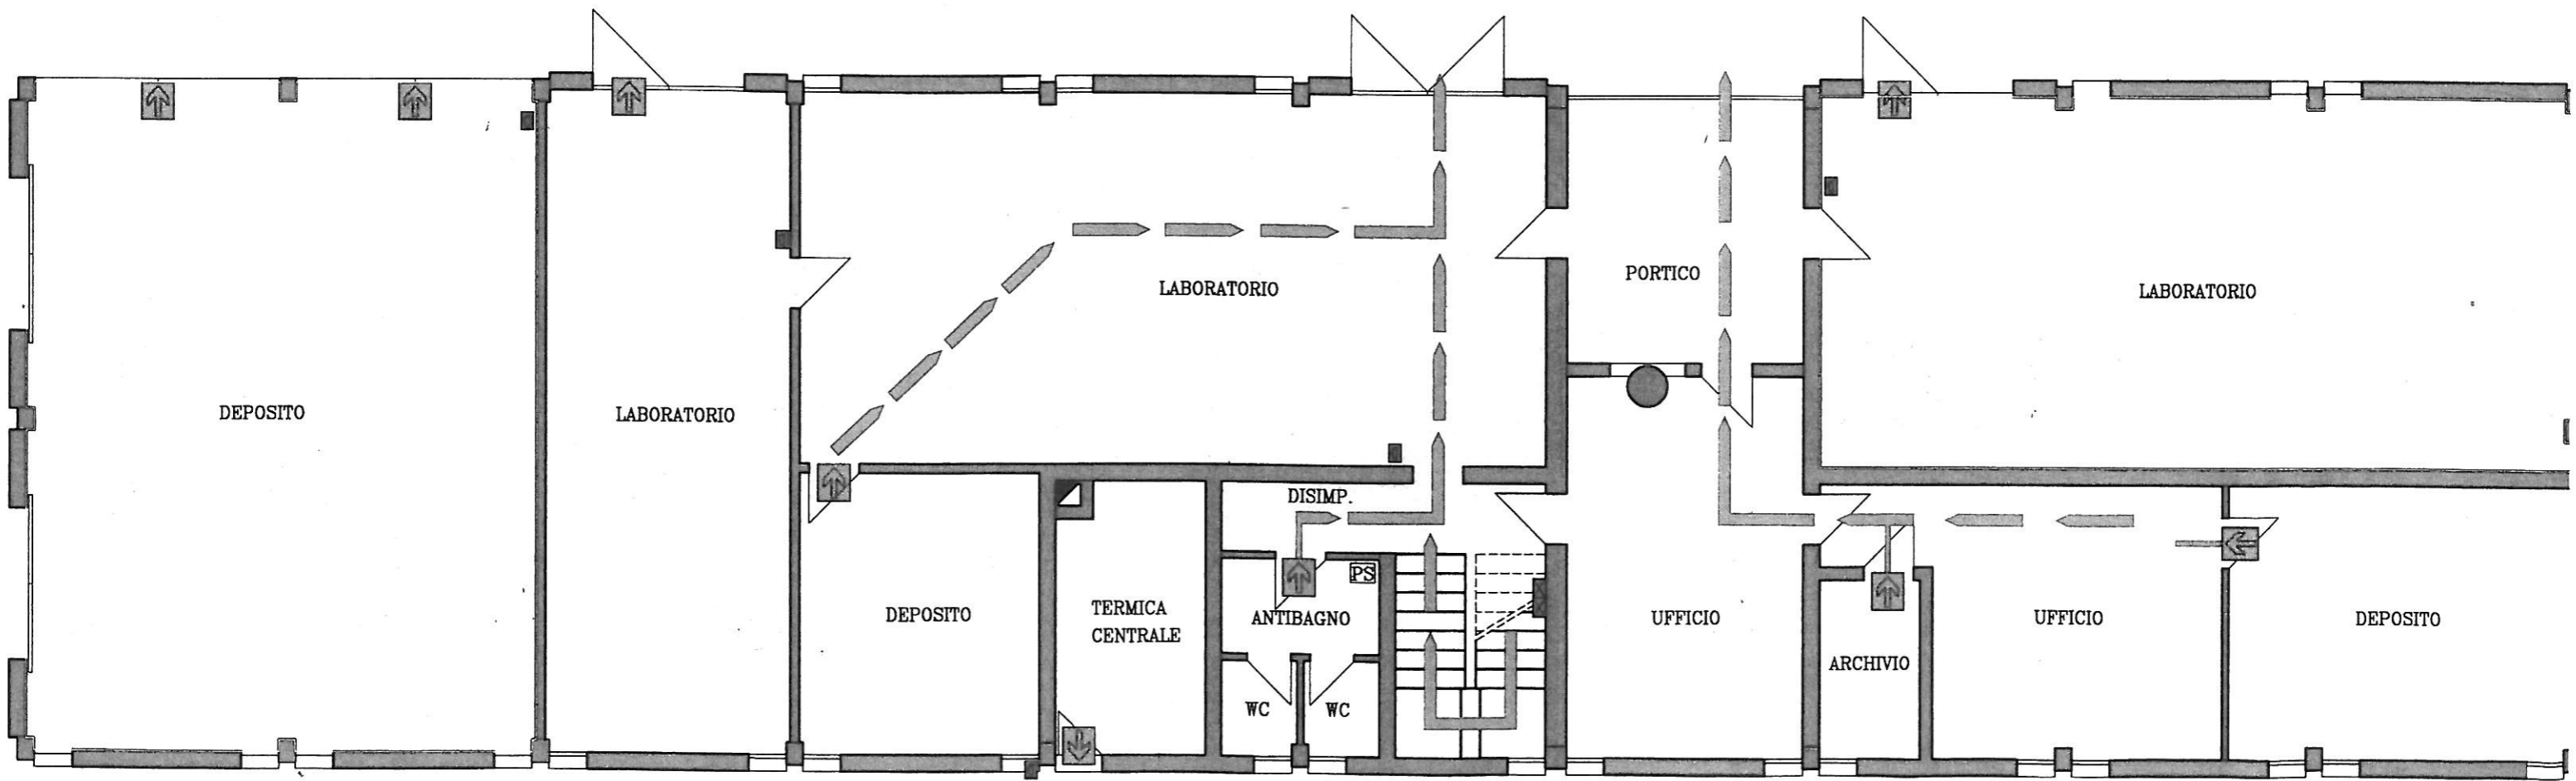 LABORATORIO
PORTICO
LABORATORIO
DEPOSITO
LABORATORIO
DISIMP.
PS
DEPOSITO
TERMICA
CENTRALE
ANTIBAGNO
UFFICIO
UFFICIO
DEPOSITO
ARCHIVIO
WC
WC